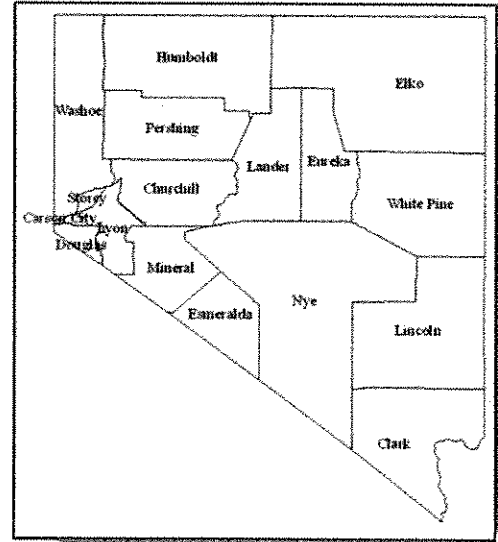 Humboldt
Elko
Washoe
Pershing
Lander
Eureka
Churchill
Storey
White Pine
Carson City
Lyon
Douglas
Mineral
Nye
Esmeralda
Lincoln
Clark